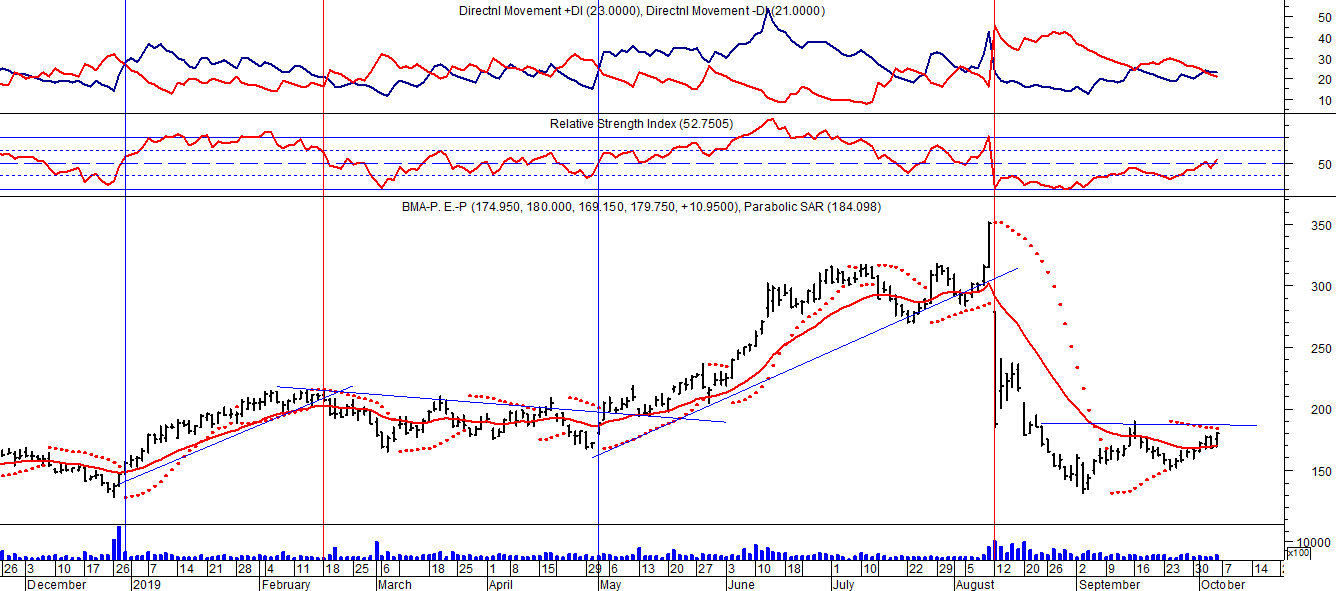 Directnl Movement +DI (23.0000), Directnl Movement -DI (21.0000)
50
40
30
20
10
Relative Strength Index (52.7505)
50
BMA-P. E.-P (174.950, 180.000, 169.150, 179.750, +10.9500), Parabolic SAR (184.098)
350
300
250
200
150
10000
x100
26 3 10 17 26 7 14 21 28 4 11 18 25 6 18 25 1 8 15 29 6 13 20 27 3 10 18 1 10 22 29 5 12 20 26 2 9 16 23 30 7 14
December 2019 February March April May June July August September October